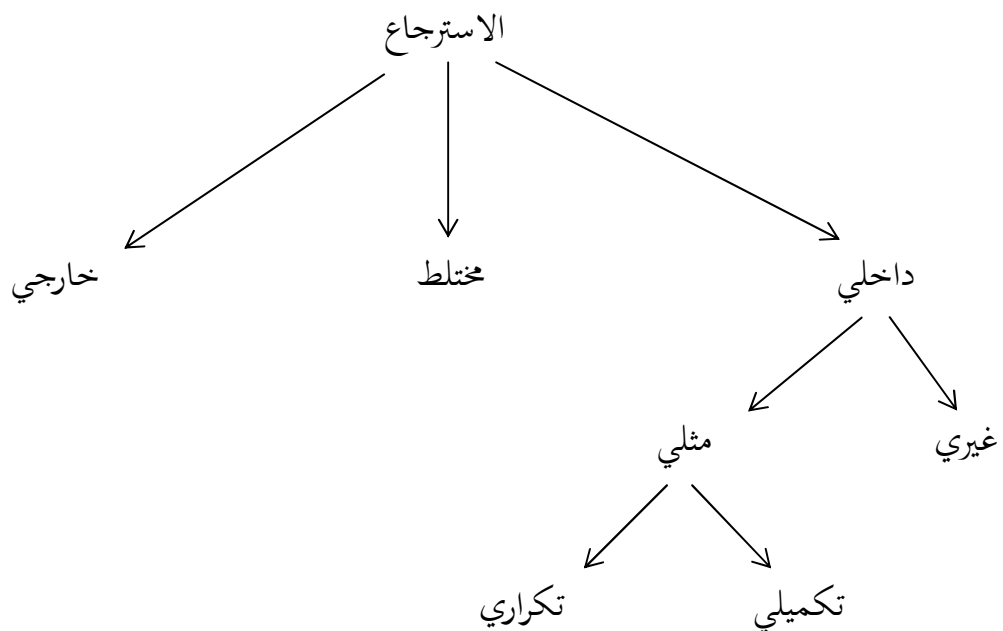 الاسترجاع
داخلي مختلط خارجي
غيري مثلي
تكميلي تكراري